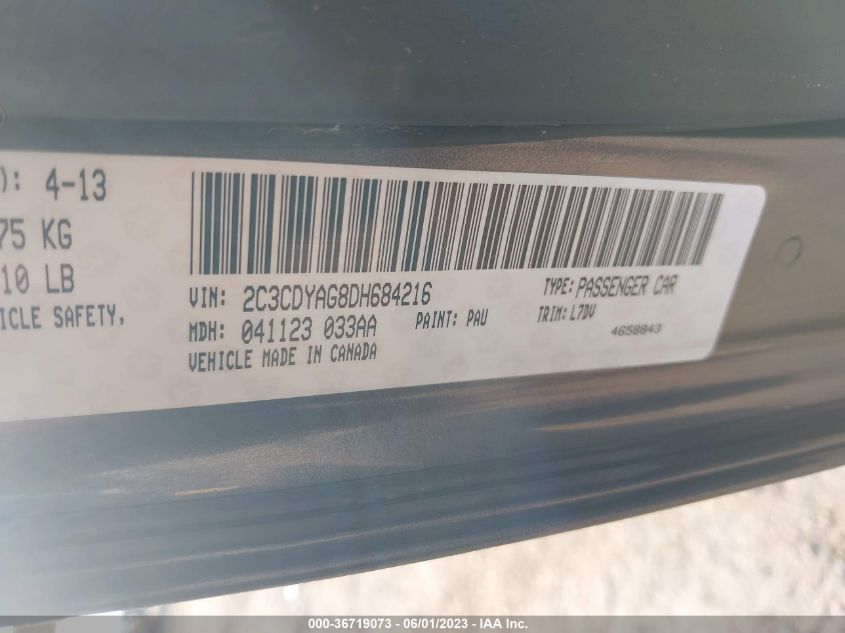 ): 4-13
75 KG
10 LB
ICLE SAFETY,
VIN: 2C3CDYAG8DH684216
TYPE: PASSENGER CAR
MDH: 041123 033AA
PAINT: PAU
TRIM: L7DV
4658843
VEHICLE MADE IN CANADA
000-36719073 - 06/01/2023 - IAA Inc.